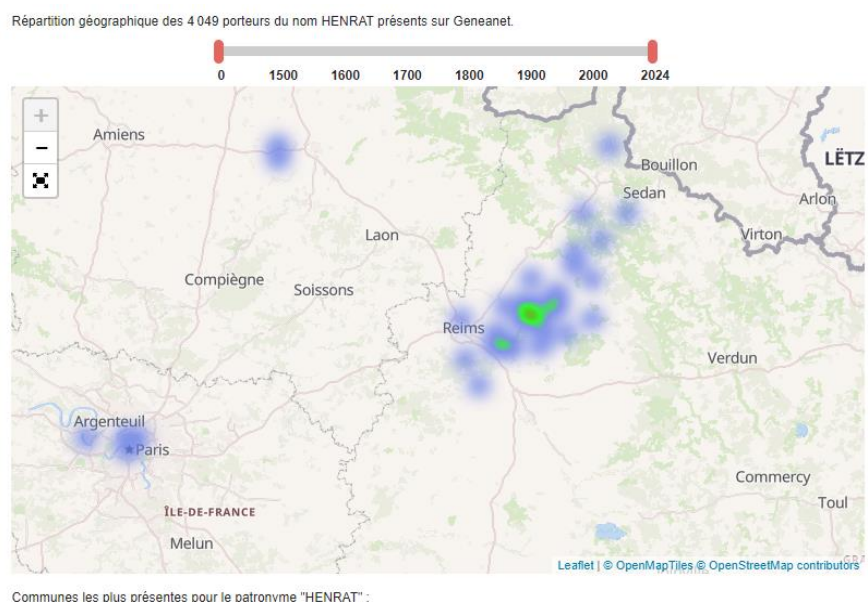 Répartition géographique des 4 049 porteurs du nom HENRAT présents sur Geneanet.
0 1500 1600 1700 1800 1900 2000 2024
+
−
Amiens
Bouillon
LËTZ
Sedan
Arlon
Laon
Virton
Compiègne
Soissons
Reims
Verdun
Argenteuil
Paris
Commercy
Toul
ÎLE-DE-FRANCE
Melun
Leaflet | © OpenMapTiles © OpenStreetMap contributors
Communes les plus présentes pour le patronyme "HENRAT" :